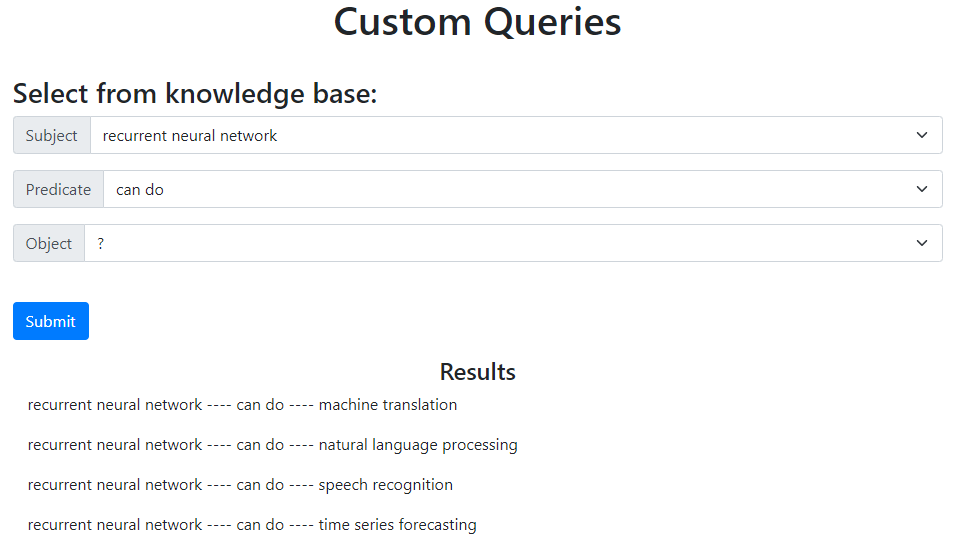 Custom Queries
Select from knowledge base:
Subject recurrent neural network
Predicate can do
Object ?
Submit
Results
recurrent neural network ---- can do ---- machine translation
recurrent neural network ---- can do ---- natural language processing
recurrent neural network ---- can do ---- speech recognition
recurrent neural network ---- can do ---- time series forecasting